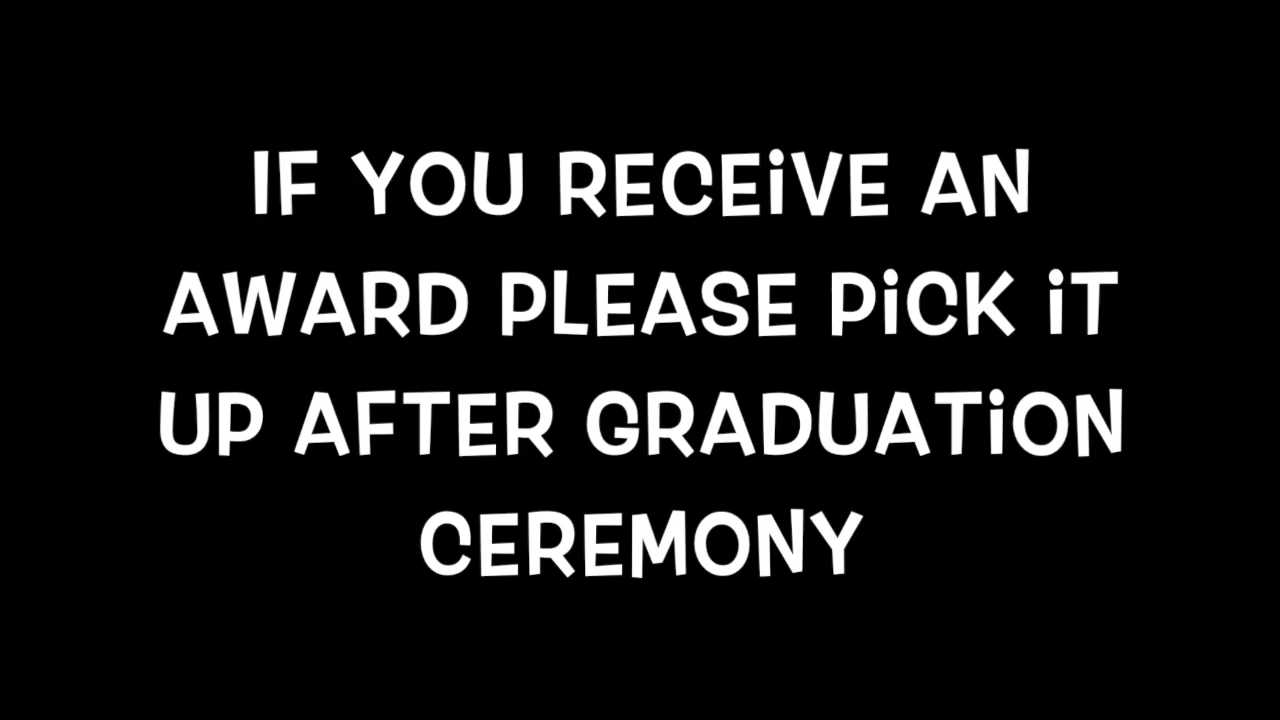 IF YOU RECEiVE AN
AWARD PLEASE PiCK iT
UP AFTER GRADUATiON
CEREMONY